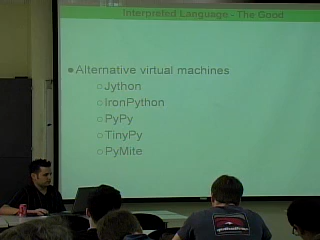 Interpreted Language - The Good
Alternative virtual machines
Jython
IronPython
PyPy
TinyPy
PyMite